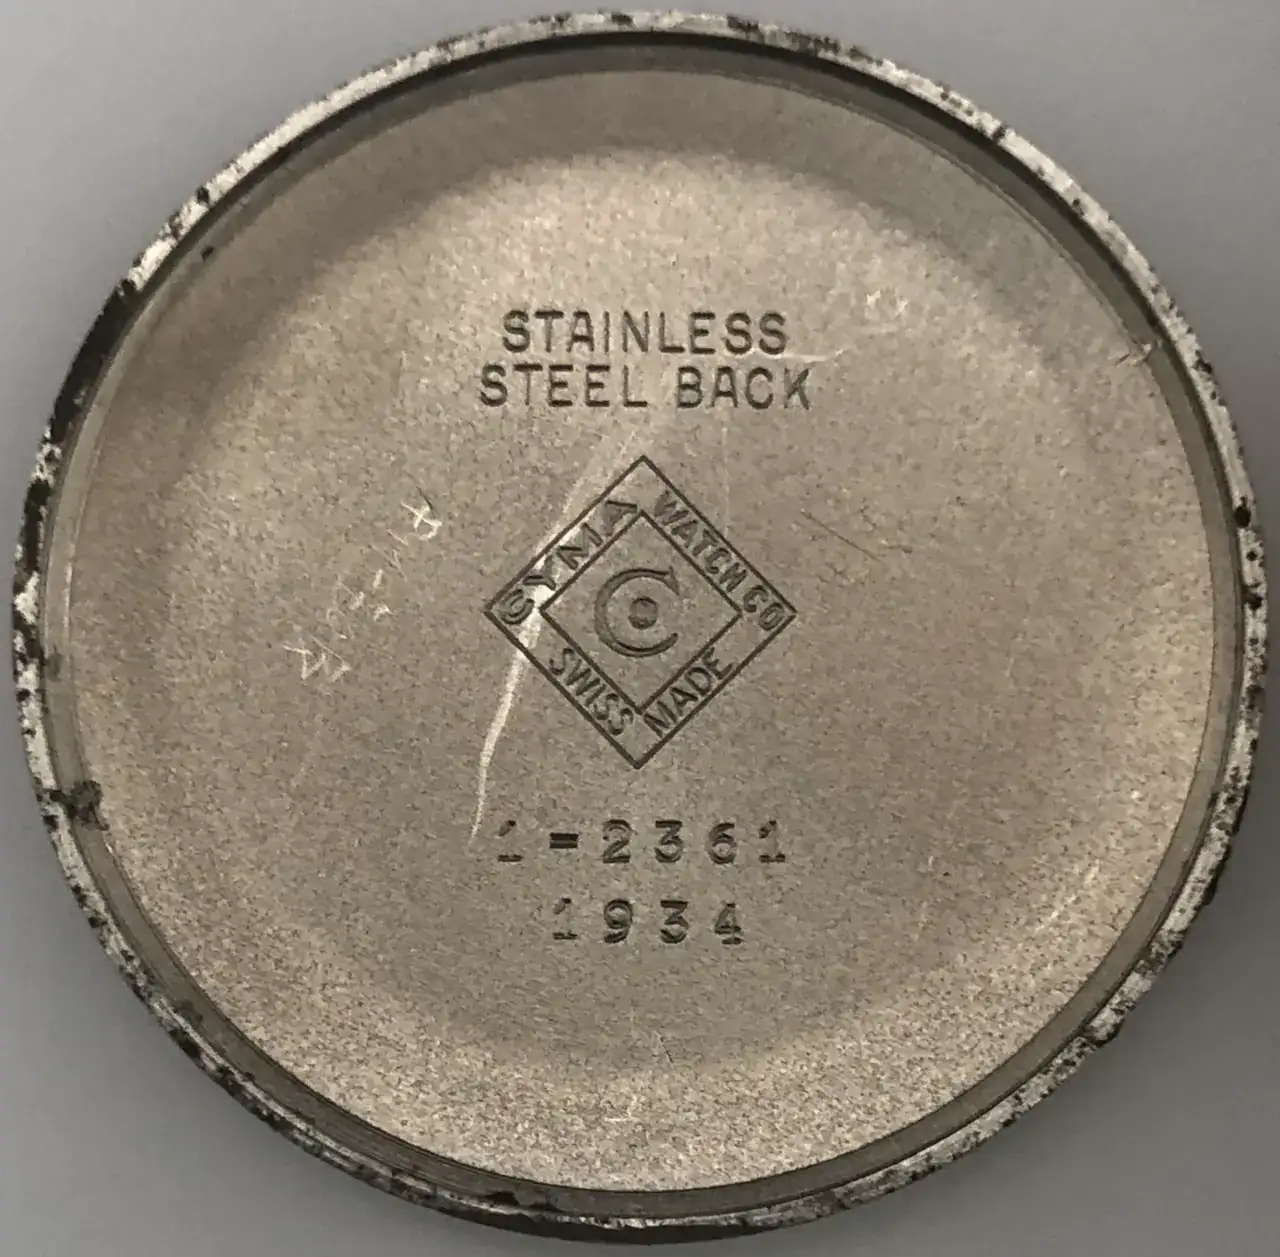 STAINLESS
STEEL BACK
CYMA WATCH CO
C
SWISS MADE
1=2361
1934